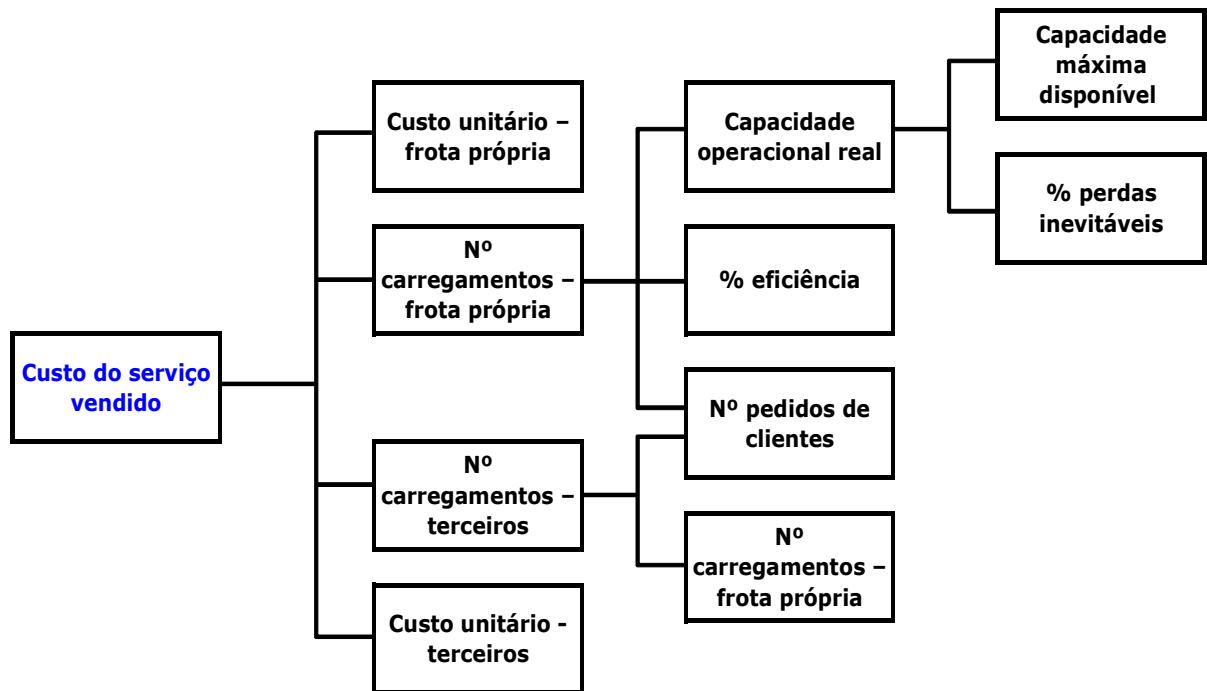 Custo do serviço
vendido
Custo unitário –
frota própria
Nº
carregamentos –
frota própria
Nº
carregamentos –
terceiros
Custo unitário -
terceiros
Capacidade
operacional real
% eficiência
Nº pedidos de
clientes
Nº
carregamentos –
frota própria
Capacidade
máxima
disponível
% perdas
inevitáveis